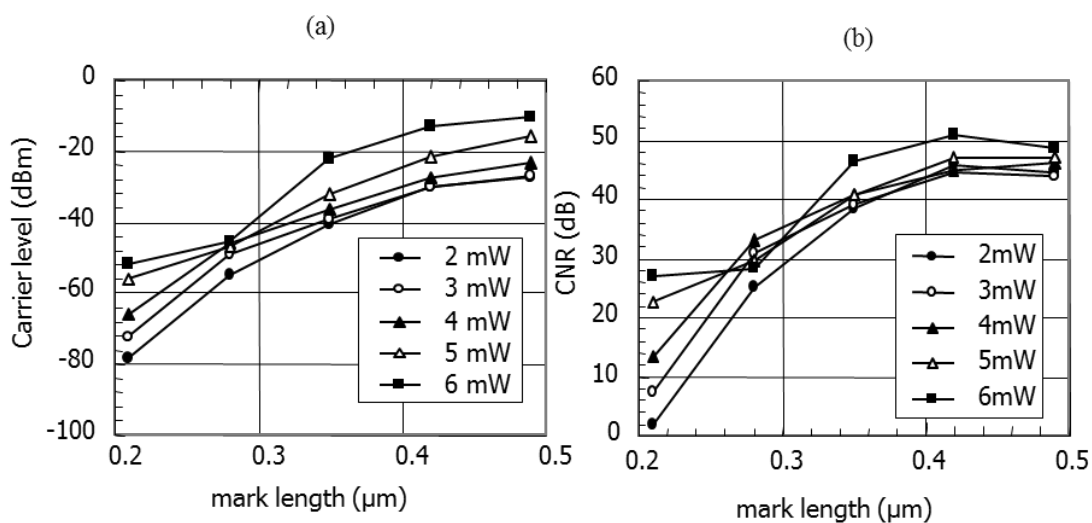 (a)
Carrier level (dBm)
0
-20
-40
-60
-80
-100
2 mW
3 mW
4 mW
5 mW
6 mW
0.2
0.3
0.4
0.5
mark length (µm)
(b)
CNR (dB)
60
50
40
30
20
10
0
2mW
3mW
4mW
5mW
6mW
0.2
0.3
0.4
0.5
mark length (µm)